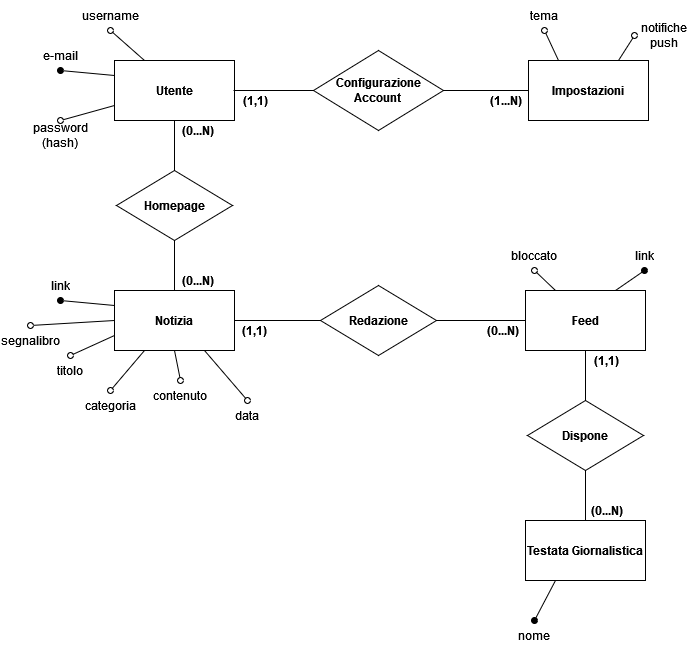 username
tema
notifiche
push
e-mail
Utente
(1,1)
Configurazione
Account
(1...N)
Impostazioni
password
(hash)
(0...N)
Homepage
(0...N)
bloccato
link
link
Notizia
(1,1)
Redazione
(0...N)
Feed
segnalibro
titolo
categoria
contenuto
data
(1,1)
Dispone
(0...N)
Testata Giornalistica
nome